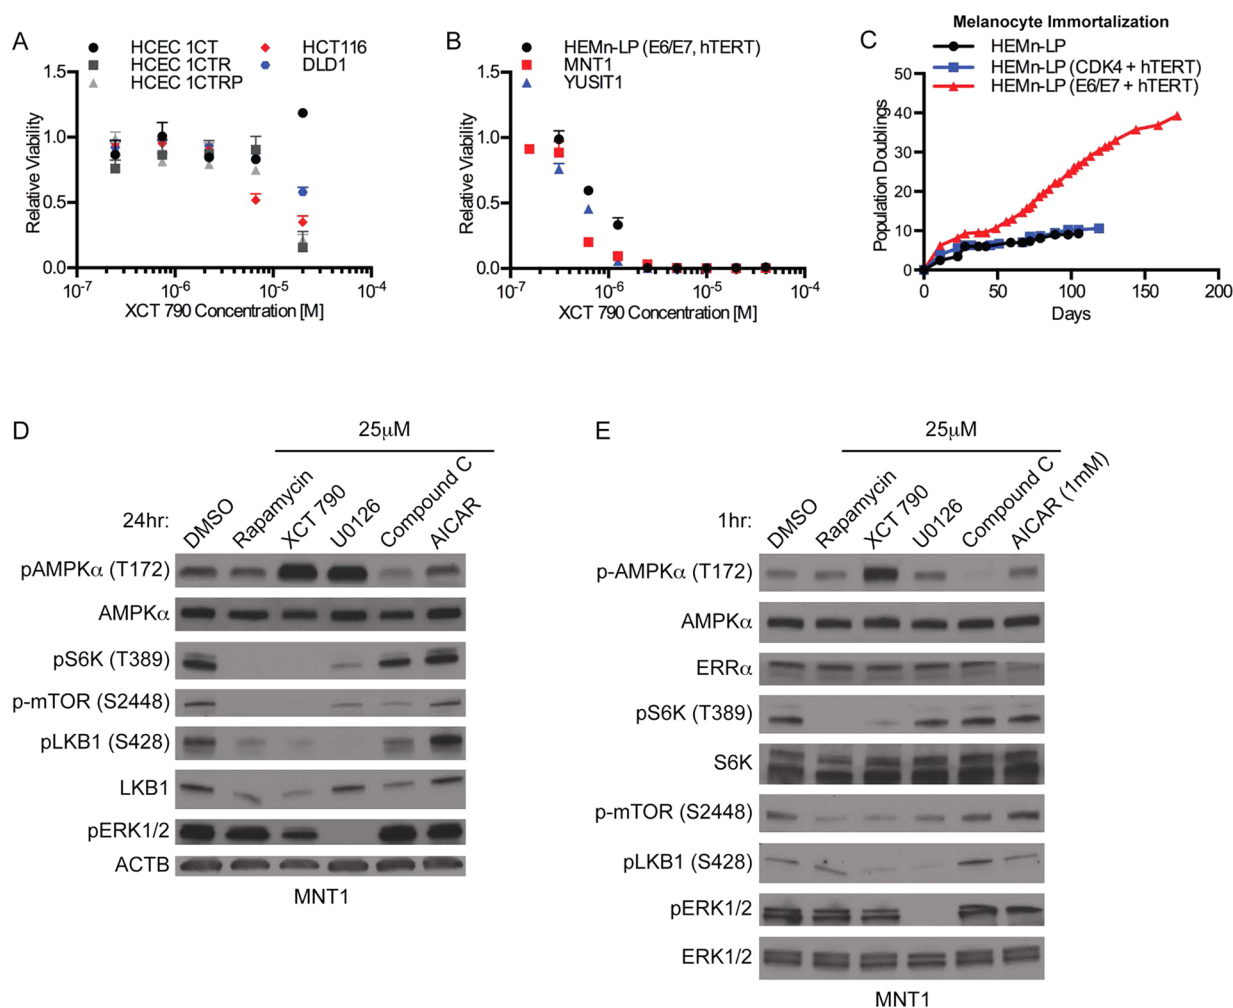 A
HCEC 1CT
HCEC 1CTR
HCEC 1CTRP
HCT116
DLD1
1.5
1.0
0.5
0.0
Relative Viability
10-7
10-6
10-5
10-4
XCT 790 Concentration [M]
B
HEMn-LP (E6/E7, hTERT)
MNT1
YUSIT1
1.5
1.0
0.5
0.0
Relative Viability
10-7
10-6
10-5
10-4
XCT 790 Concentration [M]
C
Melanocyte Immortalization
HEMn-LP
HEMn-LP (CDK4 + hTERT)
HEMn-LP (E6/E7 + hTERT)
50
40
30
20
10
0
Population Doublings
0
50
100
150
200
Days
D
25μM
24hr:
DMSO
Rapamycin
XCT 790
U0126
Compound C
AICAR
pAMPKα (T172)
AMPKα
pS6K (T389)
p-mTOR (S2448)
pLKB1 (S428)
LKB1
pERK1/2
ACTB
MNT1
E
25μM
1hr:
DMSO
Rapamycin
XCT 790
U0126
Compound C
AICAR (1mM)
p-AMPKα (T172)
AMPKα
ERRα
pS6K (T389)
S6K
p-mTOR (S2448)
pLKB1 (S428)
pERK1/2
ERK1/2
MNT1